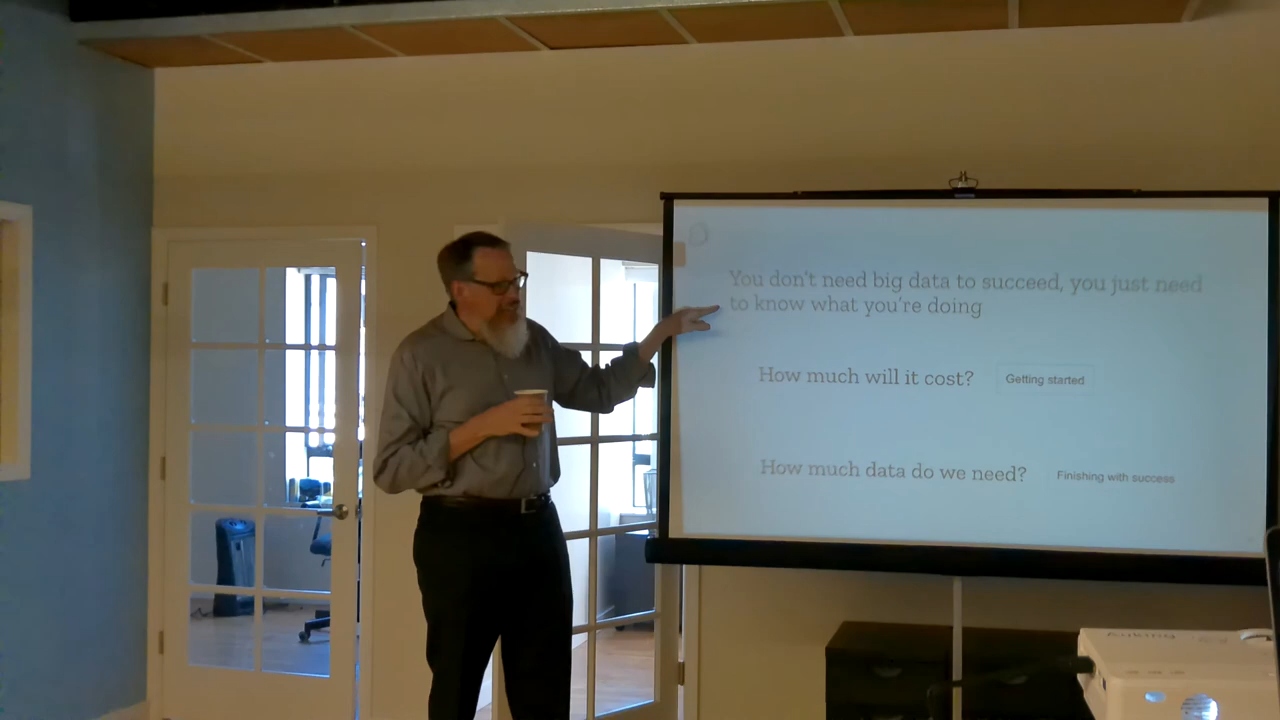 You don't need big data to succeed, you just need
to know what you're doing
How much will it cost? Getting started
How much data do we need? Finishing with success
AuKing